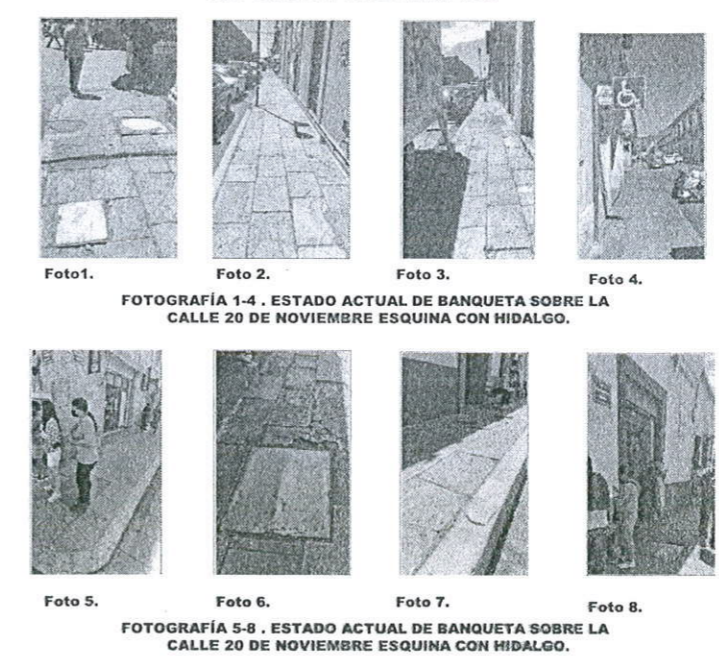 Foto1.
Foto 2.
Foto 3.
Foto 4.
FOTOGRAFÍA 1-4 . ESTADO ACTUAL DE BANQUETA SOBRE LA
CALLE 20 DE NOVIEMBRE ESQUINA CON HIDALGO.
Foto 5.
Foto 6.
Foto 7.
Foto 8.
FOTOGRAFÍA 5-8 . ESTADO ACTUAL DE BANQUETA SOBRE LA
CALLE 20 DE NOVIEMBRE ESQUINA CON HIDALGO.